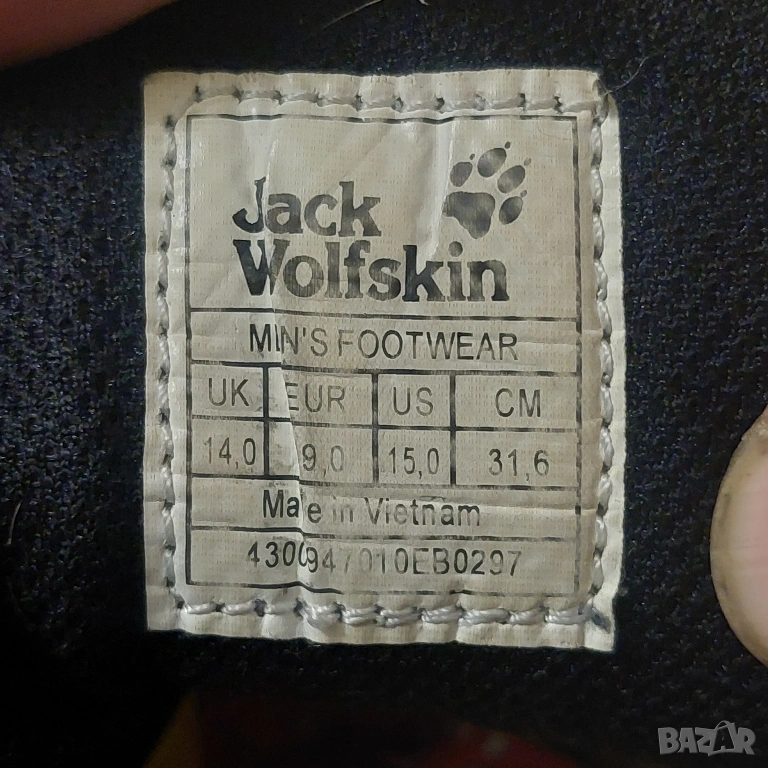 Jack
Wolfskin
MEN'S FOOTWEAR
UK EUR US CM
14,0 9,0 15,0 31,6
Made in Vietnam
4300947010EB0297
BAZAR